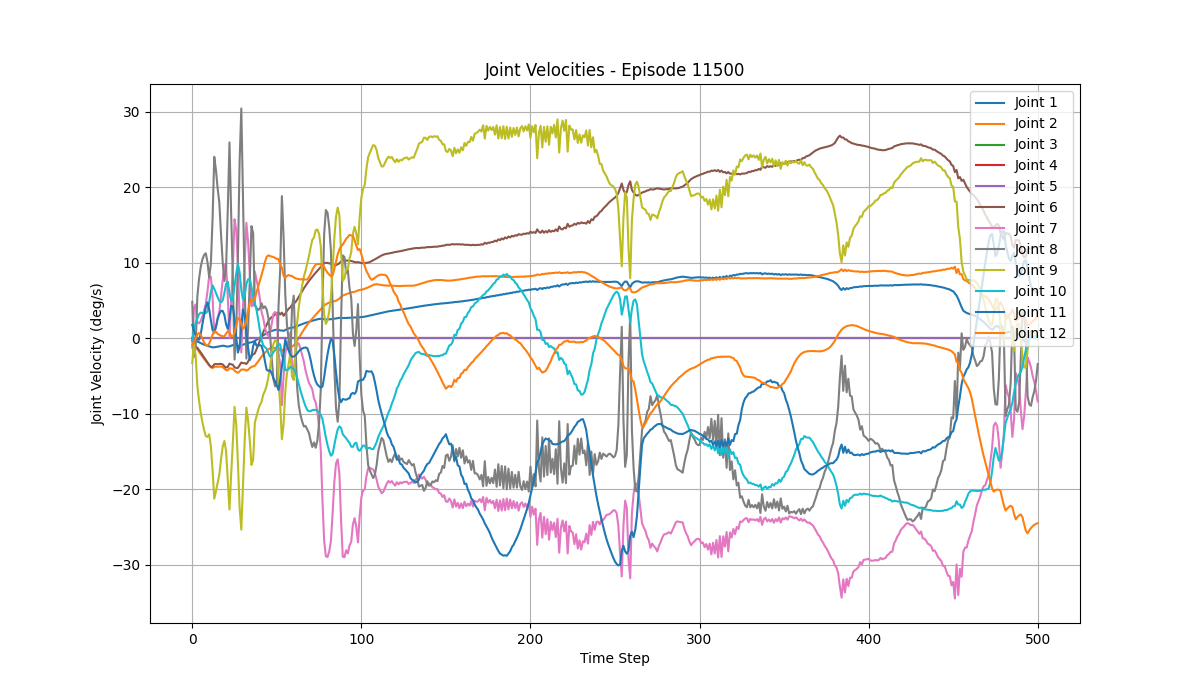 Joint Velocities - Episode 11500
Joint Velocity (deg/s)
30
20
10
0
−10
−20
−30
0
100
200
300
400
500
Time Step
Joint 1
Joint 2
Joint 3
Joint 4
Joint 5
Joint 6
Joint 7
Joint 8
Joint 9
Joint 10
Joint 11
Joint 12